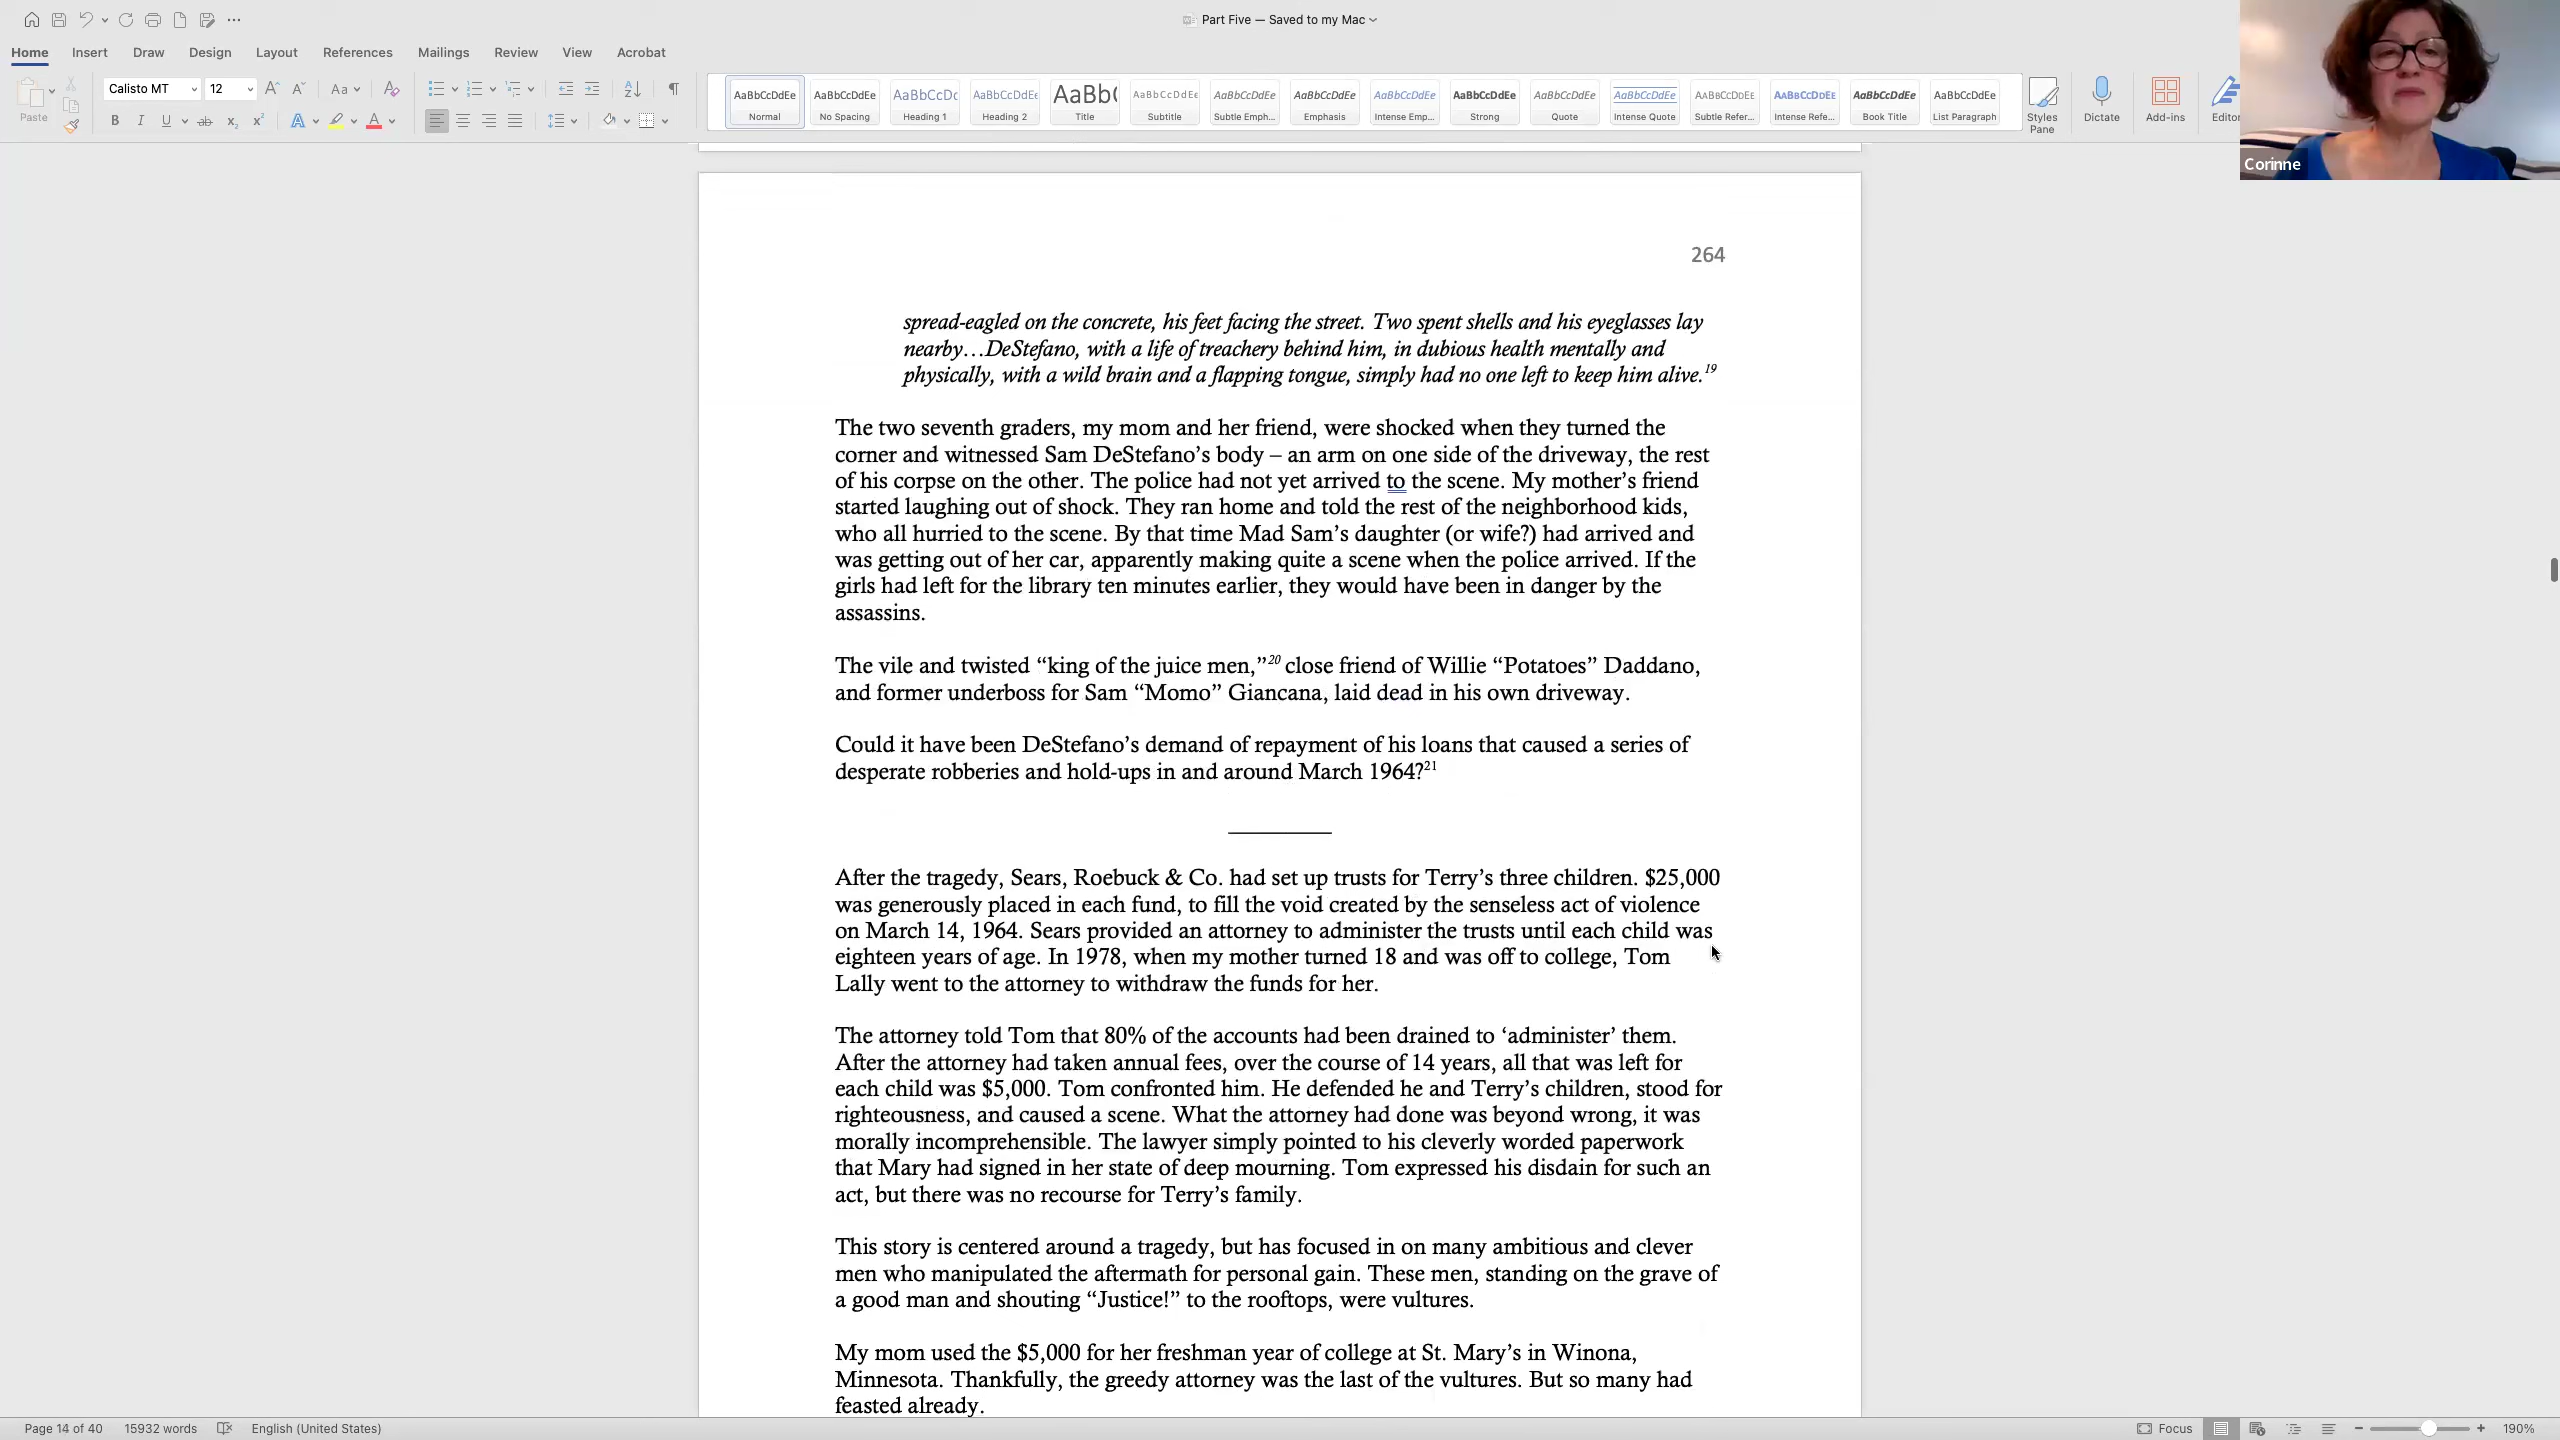 Part Five — Saved to my Mac
Home Insert Draw Design Layout References Mailings Review View Acrobat
Paste
Calisto MT 12
AaBbCcDdEe AaBbCcDdEe AaBbCcDc AaBbCcDdEe AaBb( AaBbCcDdEe AaBbCcDdEe AaBbCcDdEe AaBbCcDdEe AaBbCcDdEe AaBbCcDdEe AaBbCcDdEe AaBbCcDdEe AaBbCcDdEe AaBbCcDdEe AaBbCcDdEe
Normal No Spacing Heading 1 Heading 2 Title Subtitle Subtle Emph... Emphasis Intense Emp... Strong Quote Intense Quote Subtle Refer... Intense Refe... Book Title List Paragraph
Styles Pane Dictate Add-ins Editor
Corinne
264
spread-eagled on the concrete, his feet facing the street. Two spent shells and his eyeglasses lay
nearby…DeStefano, with a life of treachery behind him, in dubious health mentally and
physically, with a wild brain and a flapping tongue, simply had no one left to keep him alive.19
The two seventh graders, my mom and her friend, were shocked when they turned the
corner and witnessed Sam DeStefano’s body – an arm on one side of the driveway, the rest
of his corpse on the other. The police had not yet arrived to the scene. My mother’s friend
started laughing out of shock. They ran home and told the rest of the neighborhood kids,
who all hurried to the scene. By that time Mad Sam’s daughter (or wife?) had arrived and
was getting out of her car, apparently making quite a scene when the police arrived. If the
girls had left for the library ten minutes earlier, they would have been in danger by the
assassins.
The vile and twisted “king of the juice men,”20 close friend of Willie “Potatoes” Daddano,
and former underboss for Sam “Momo” Giancana, laid dead in his own driveway.
Could it have been DeStefano’s demand of repayment of his loans that caused a series of
desperate robberies and hold-ups in and around March 1964?21
After the tragedy, Sears, Roebuck & Co. had set up trusts for Terry’s three children. $25,000
was generously placed in each fund, to fill the void created by the senseless act of violence
on March 14, 1964. Sears provided an attorney to administer the trusts until each child was
eighteen years of age. In 1978, when my mother turned 18 and was off to college, Tom
Lally went to the attorney to withdraw the funds for her.
The attorney told Tom that 80% of the accounts had been drained to ‘administer’ them.
After the attorney had taken annual fees, over the course of 14 years, all that was left for
each child was $5,000. Tom confronted him. He defended he and Terry’s children, stood for
righteousness, and caused a scene. What the attorney had done was beyond wrong, it was
morally incomprehensible. The lawyer simply pointed to his cleverly worded paperwork
that Mary had signed in her state of deep mourning. Tom expressed his disdain for such an
act, but there was no recourse for Terry’s family.
This story is centered around a tragedy, but has focused in on many ambitious and clever
men who manipulated the aftermath for personal gain. These men, standing on the grave of
a good man and shouting “Justice!” to the rooftops, were vultures.
My mom used the $5,000 for her freshman year of college at St. Mary’s in Winona,
Minnesota. Thankfully, the greedy attorney was the last of the vultures. But so many had
feasted already.
Page 14 of 40 15932 words English (United States) Focus 190%